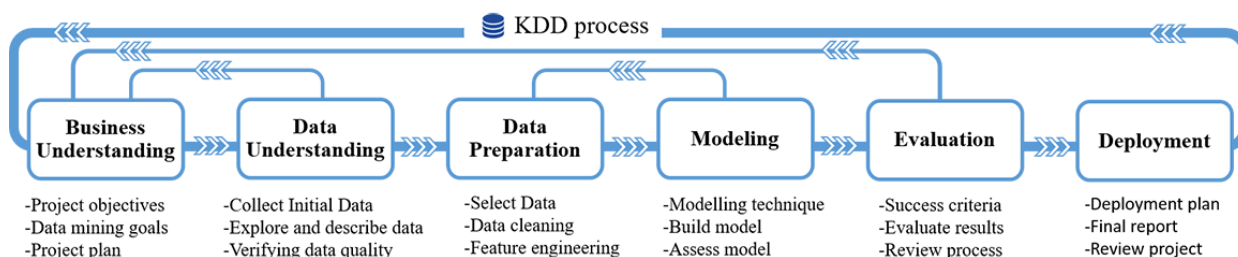 KDD process
Business
Understanding
Data
Understanding
Data
Preparation
Modeling
Evaluation
Deployment
-Project objectives
-Data mining goals
-Project plan
-Collect Initial Data
-Explore and describe data
-Verifying data quality
-Select Data
-Data cleaning
-Feature engineering
-Modelling technique
-Build model
-Assess model
-Success criteria
-Evaluate results
-Review process
-Deployment plan
-Final report
-Review project